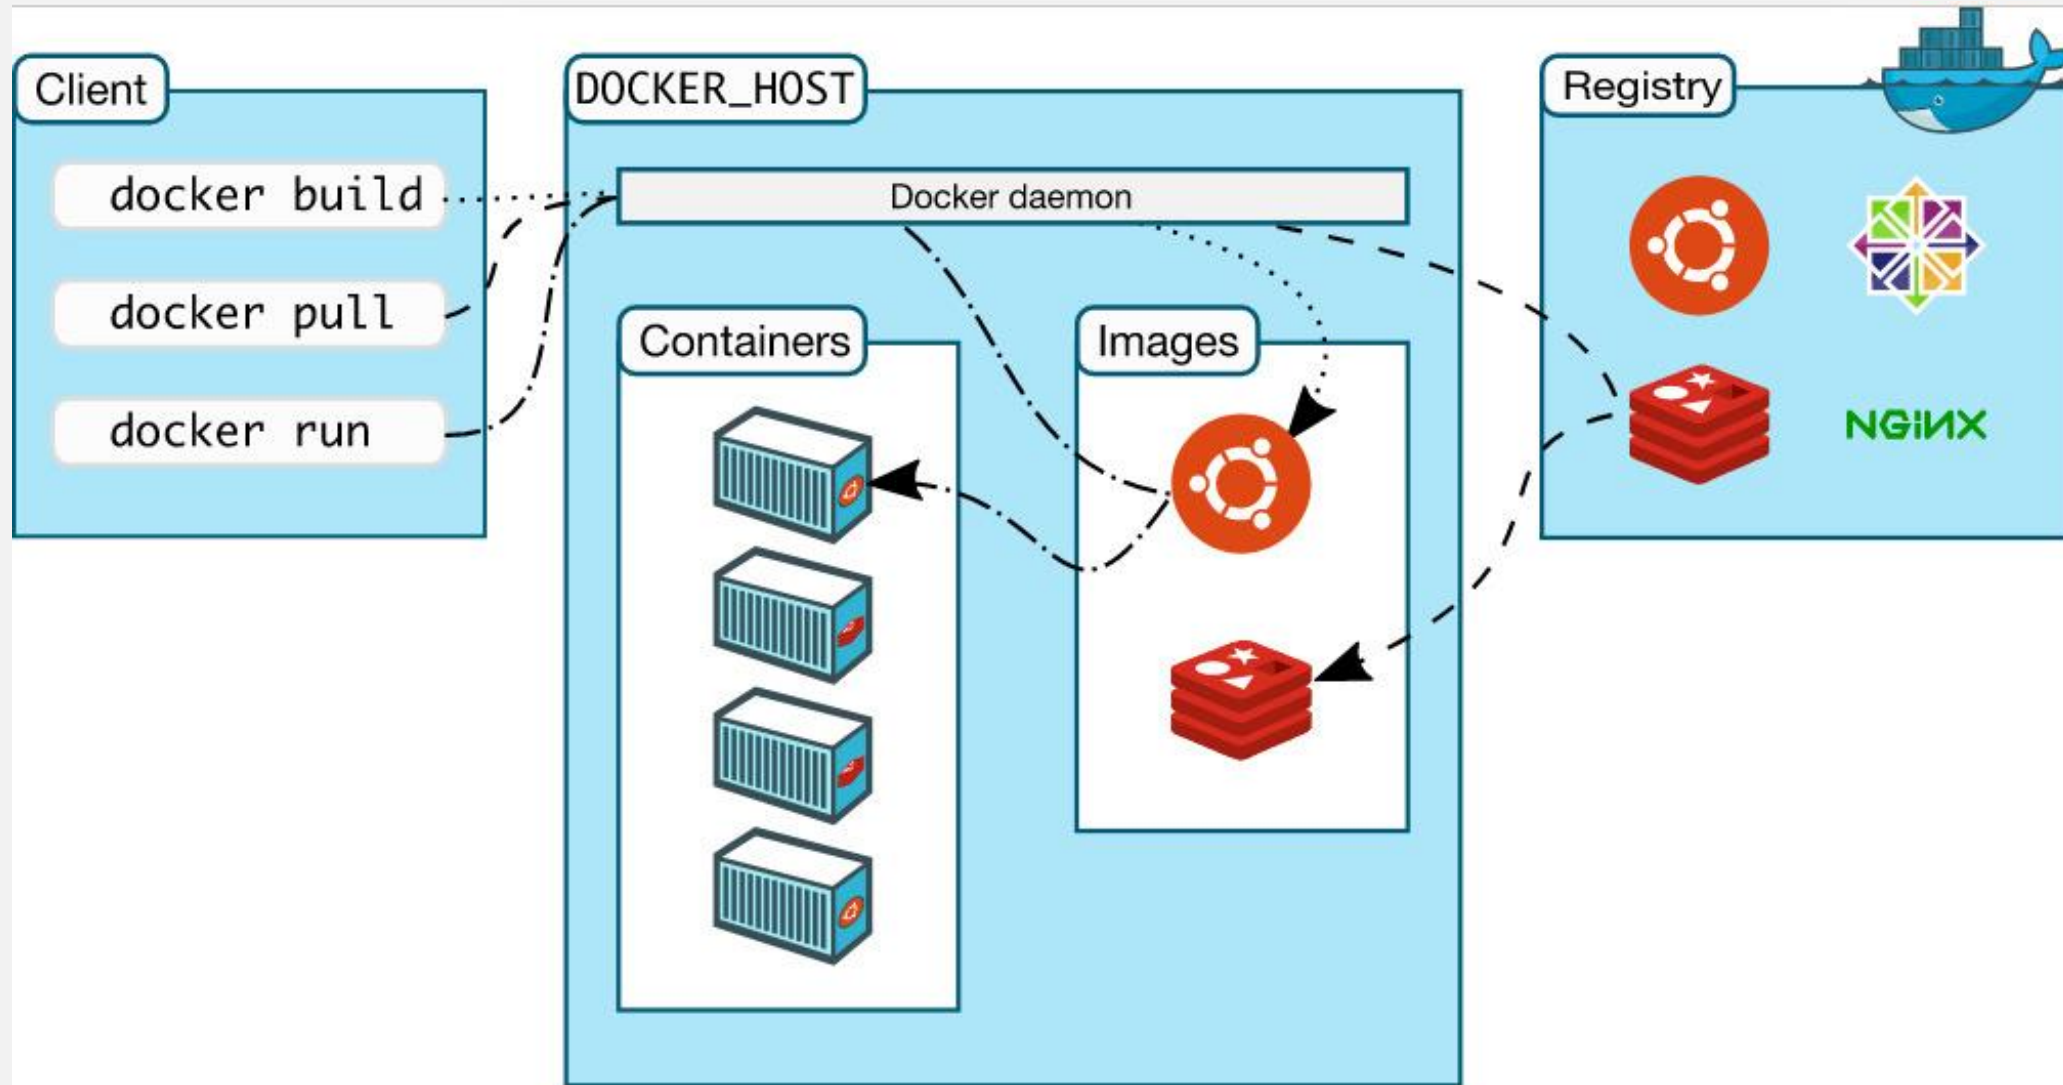 Client
docker build
docker pull
docker run
DOCKER_HOST
Docker daemon
Containers
Images
Registry
NGiNX